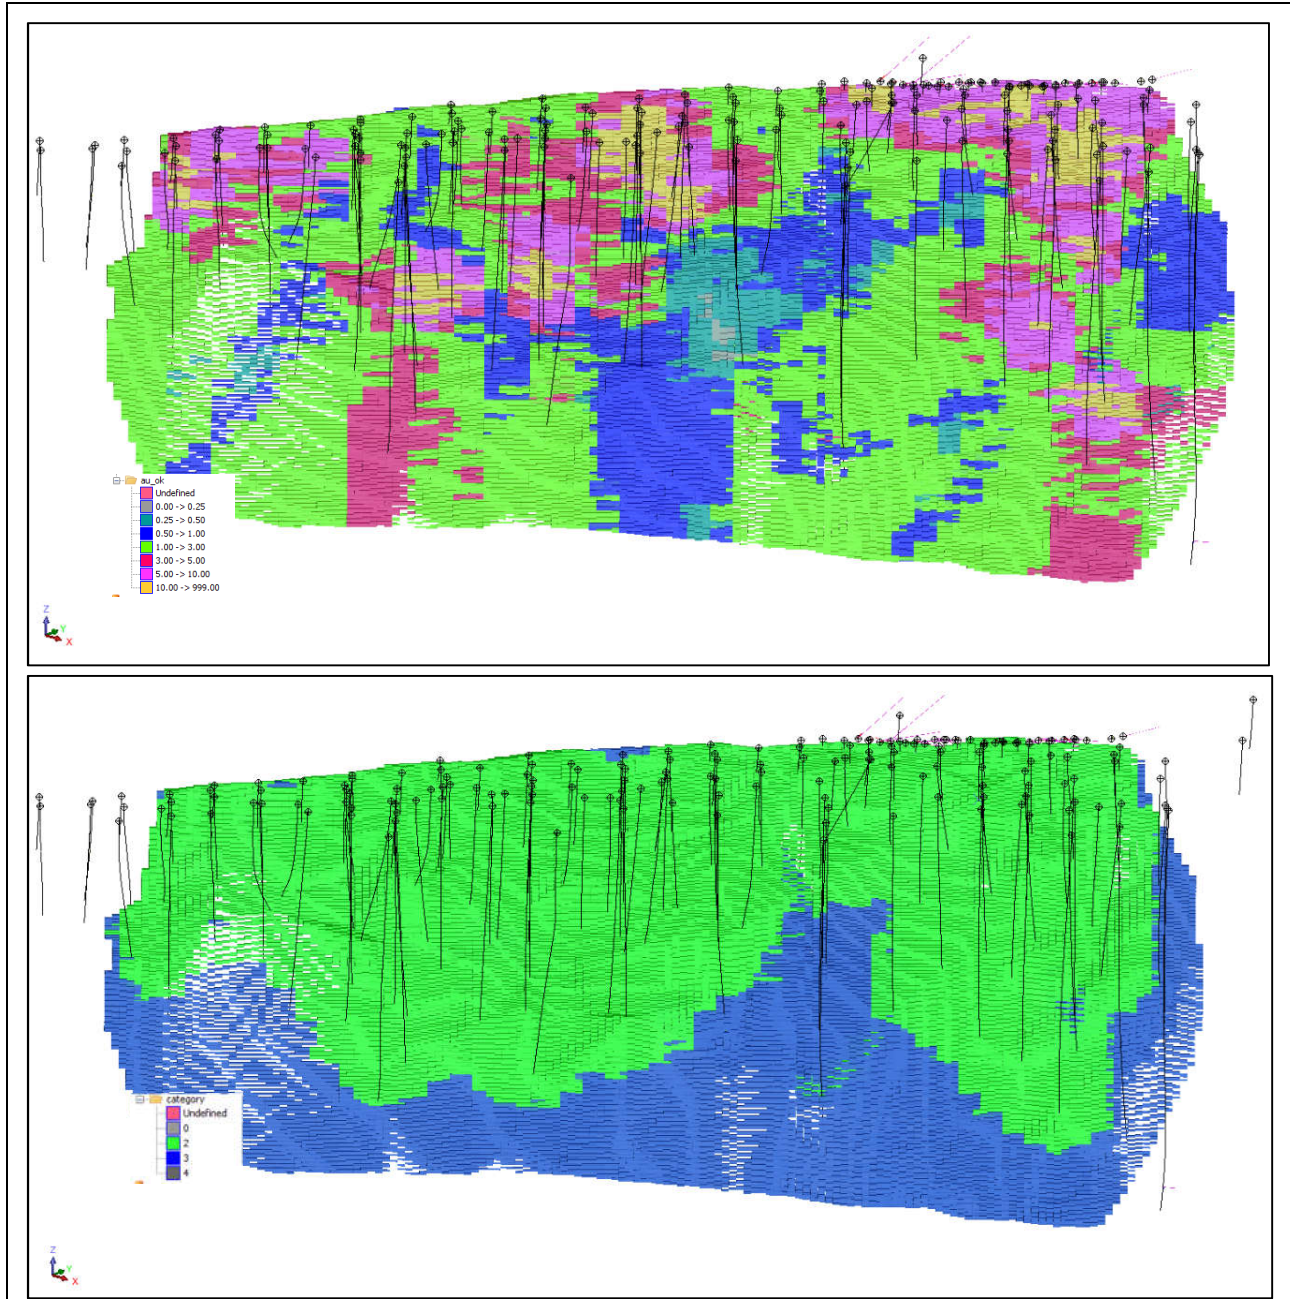 au_ok
Undefined
0.00 -> 0.25
0.25 -> 0.50
0.50 -> 1.00
1.00 -> 3.00
3.00 -> 5.00
5.00 -> 10.00
10.00 -> 999.00
Z
Y
X
category
Undefined
0
2
3
4
Z
Y
X